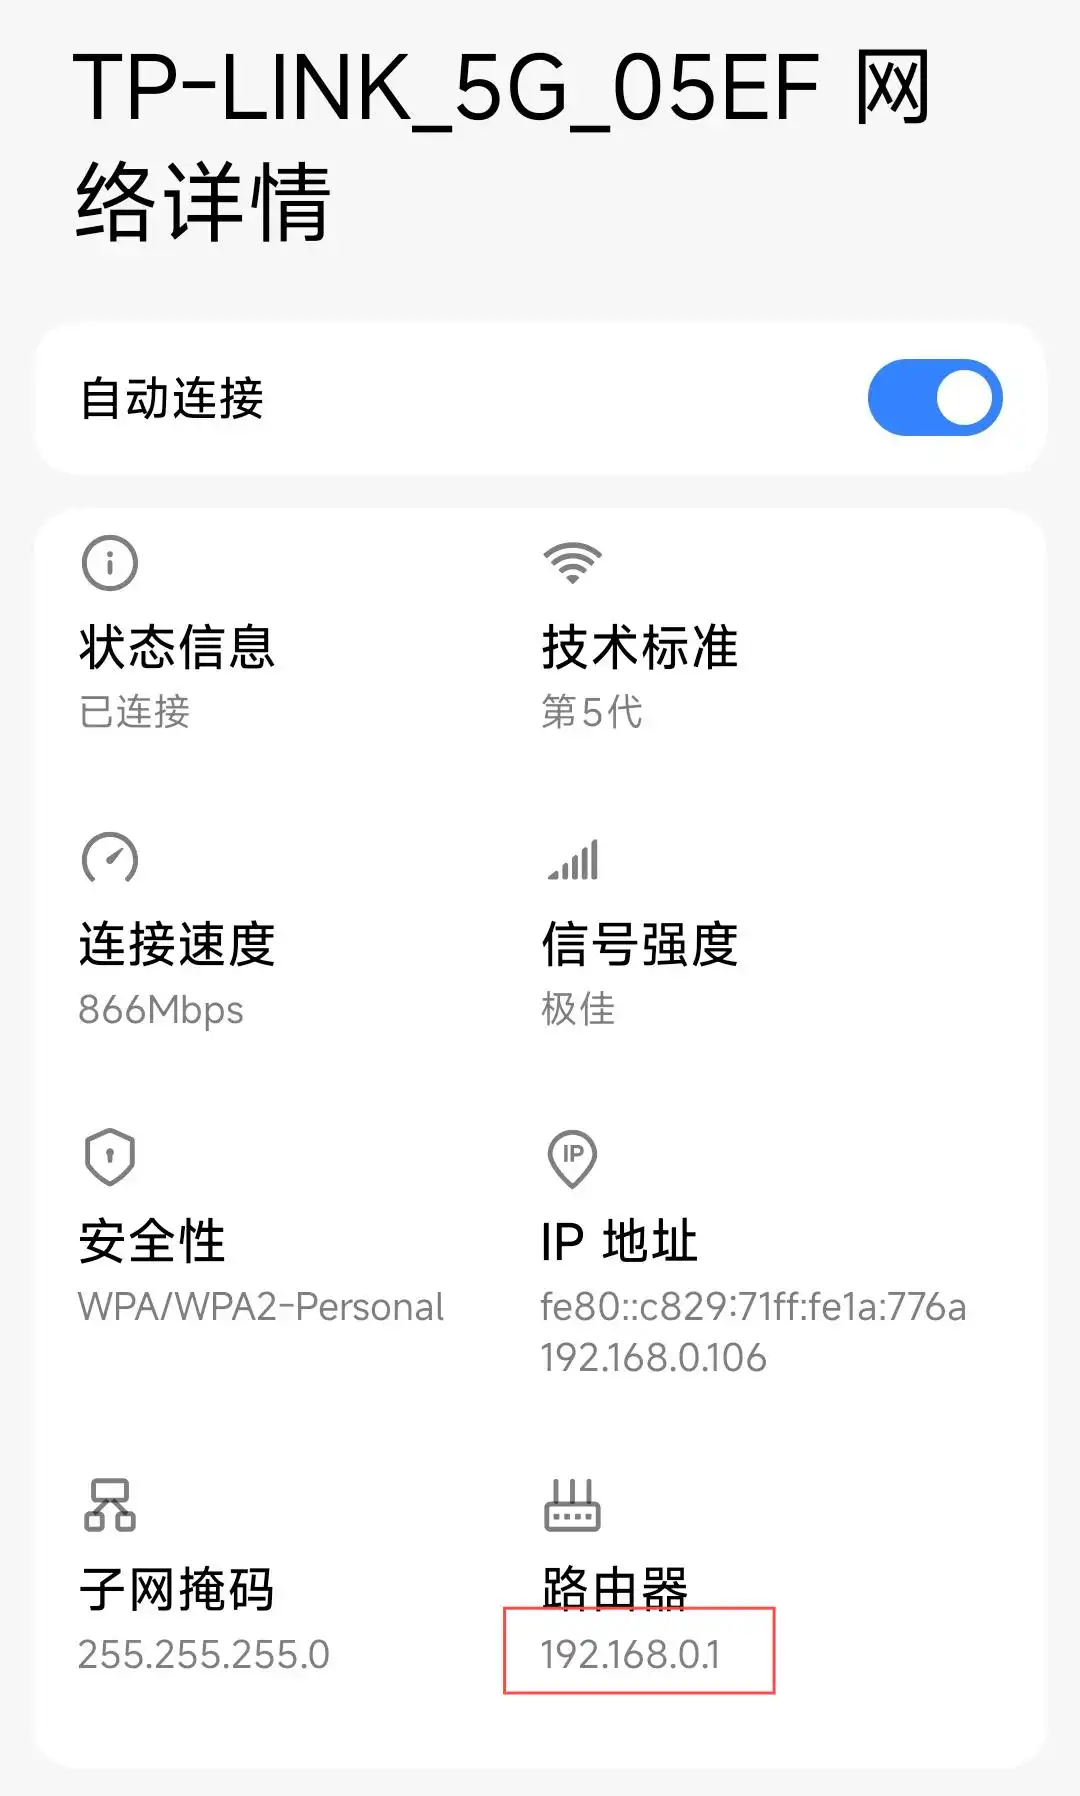 TP-LINK_5G_05EF 网
络详情
自动连接
状态信息
已连接
技术标准
第5代
连接速度
866Mbps
信号强度
极佳
安全性
WPA/WPA2-Personal
IP 地址
fe80::c829:71ff:fe1a:776a
192.168.0.106
子网掩码
255.255.255.0
路由器
192.168.0.1